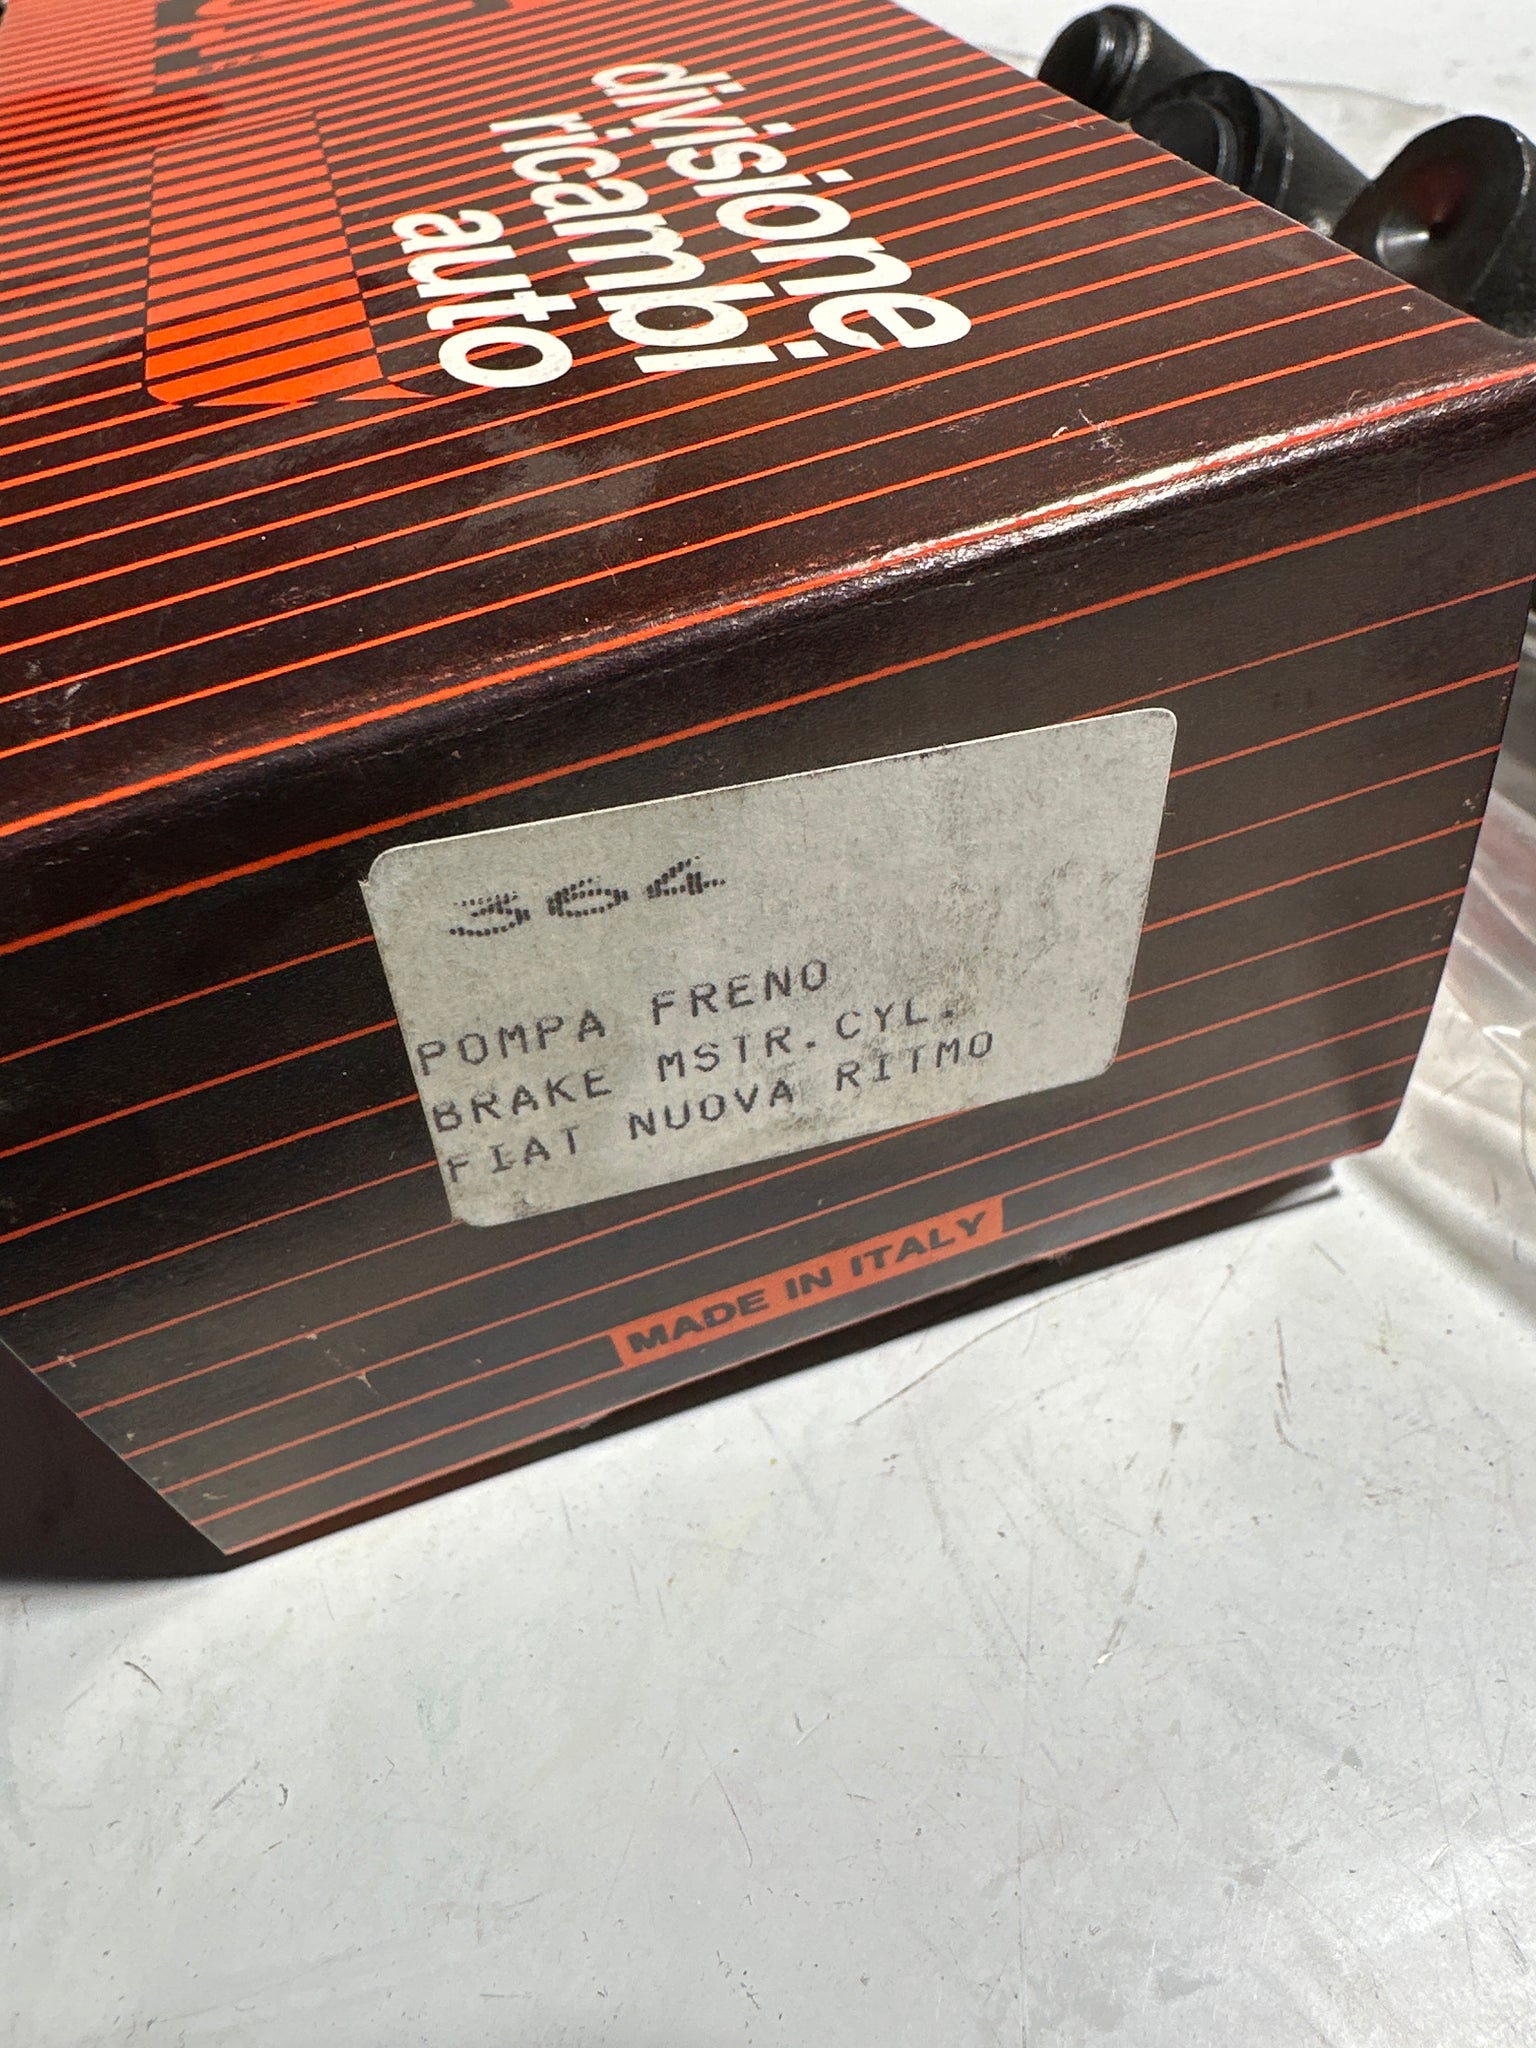 divisione
ricambi
auto
364
POMPA FRENO
BRAKE MSTR.CYL.
FIAT NUOVA RITMO
MADE IN ITALY